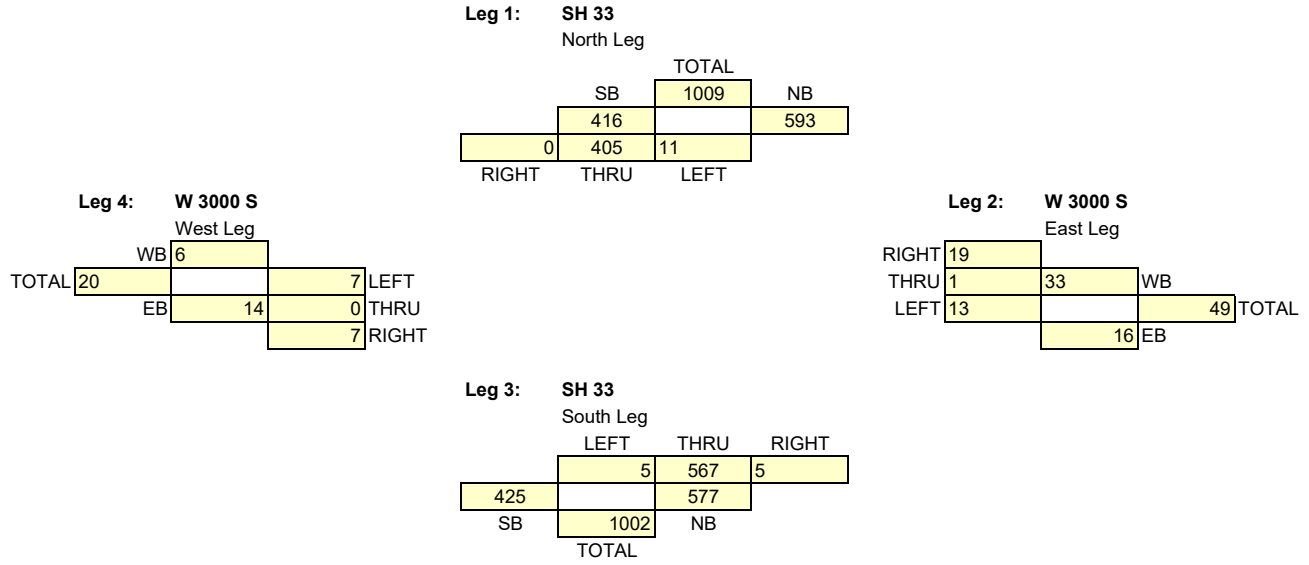 Leg 1: SH 33
North Leg
TOTAL
SB 1009 NB
416 593
0 405 11
RIGHT THRU LEFT
Leg 4: W 3000 S
West Leg
WB 6
TOTAL 20 7 LEFT
EB 14 0 THRU
7 RIGHT
Leg 2: W 3000 S
East Leg
RIGHT 19
THRU 1 33 WB
LEFT 13 49 TOTAL
16 EB
Leg 3: SH 33
South Leg
LEFT THRU RIGHT
5 567 5
425 577
SB 1002 NB
TOTAL